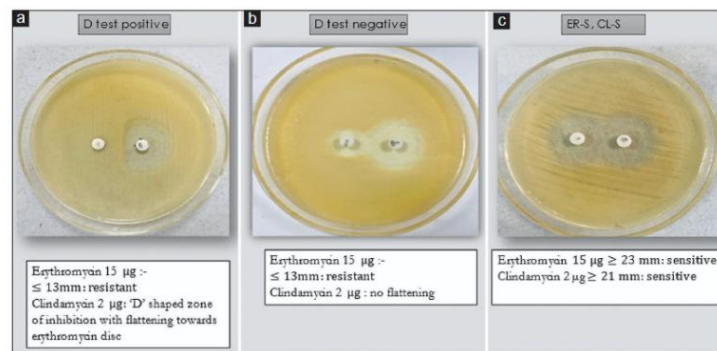 a
D test positive
b
D test negative
c
ER-S, CL-S
Erythromycin 15 µg :-
≤ 13mm: resistant
Clindamycin 2 µg: ‘D’ shaped zone
of inhibition with flattening towards
erythromycin disc
Erythromycin 15 µg :-
≤ 13mm: resistant
Clindamycin 2 µg : no flattening
Erythromycin 15 µg ≥ 23 mm: sensitive
Clindamycin 2 µg ≥ 21 mm: sensitive